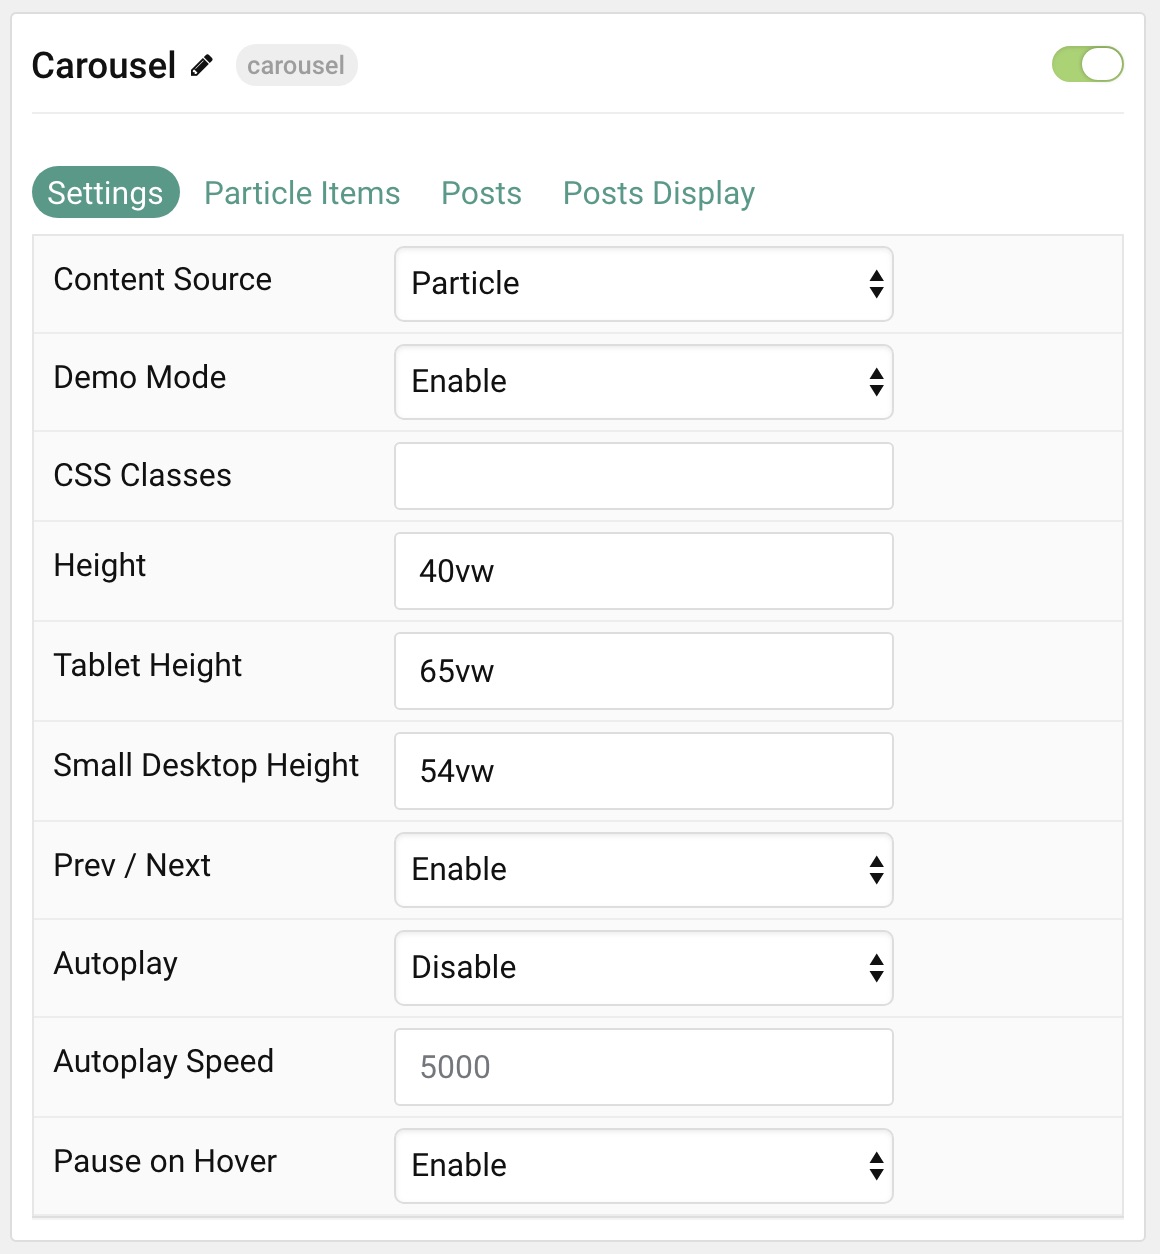 Carousel carousel
Settings Particle Items Posts Posts Display
Content Source Particle
Demo Mode Enable
CSS Classes
Height 40vw
Tablet Height 65vw
Small Desktop Height 54vw
Prev / Next Enable
Autoplay Disable
Autoplay Speed 5000
Pause on Hover Enable